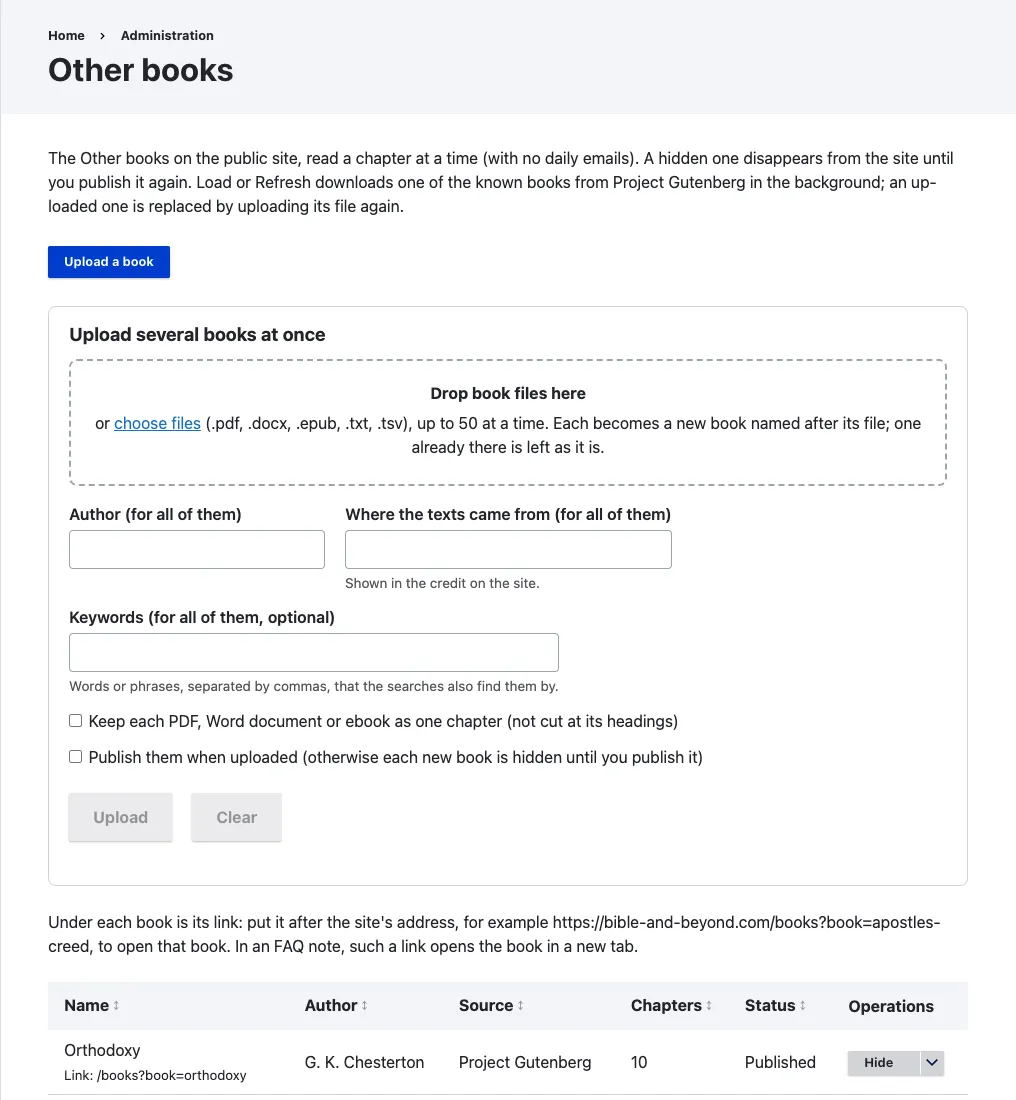 Home › Administration
Other books
The Other books on the public site, read a chapter at a time (with no daily emails). A hidden one disappears from the site until
you publish it again. Load or Refresh downloads one of the known books from Project Gutenberg in the background; an up-
loaded one is replaced by uploading its file again.
Upload a book
Upload several books at once
Drop book files here
or choose files (.pdf, .docx, .epub, .txt, .tsv), up to 50 at a time. Each becomes a new book named after its file; one
already there is left as it is.
Author (for all of them) Where the texts came from (for all of them)
Shown in the credit on the site.
Keywords (for all of them, optional)
Words or phrases, separated by commas, that the searches also find them by.
Keep each PDF, Word document or ebook as one chapter (not cut at its headings)
Publish them when uploaded (otherwise each new book is hidden until you publish it)
Upload Clear
Under each book is its link: put it after the site's address, for example https://bible-and-beyond.com/books?book=apostles-
creed, to open that book. In an FAQ note, such a link opens the book in a new tab.
Name ↕ Author ↕ Source ↕ Chapters ↕ Status ↕ Operations
Orthodoxy
Link: /books?book=orthodoxy
G. K. Chesterton Project Gutenberg 10 Published Hide